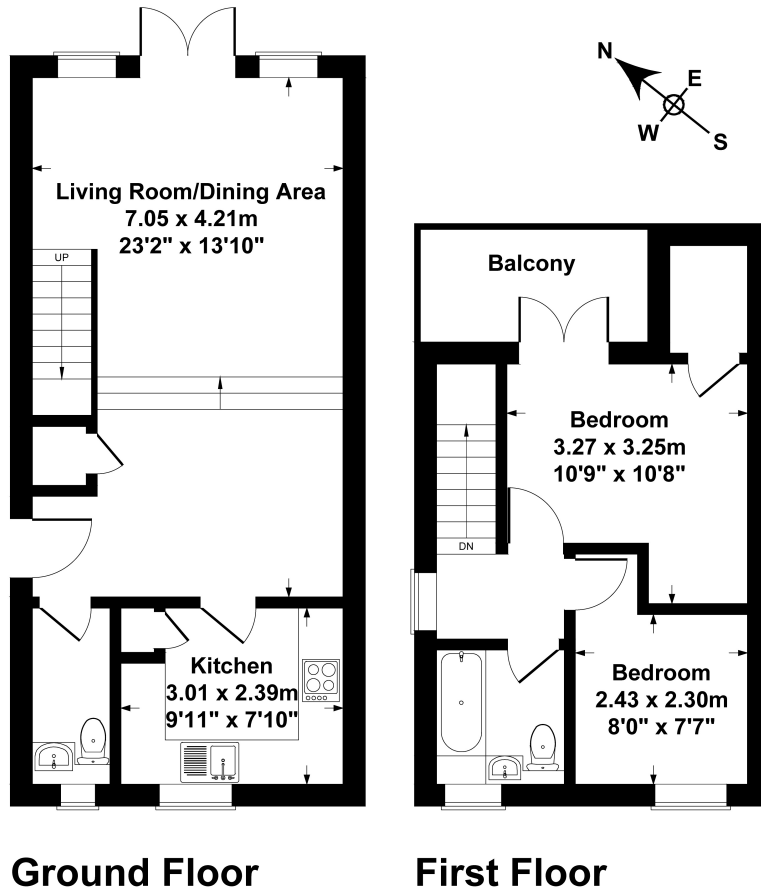 N
E
W
S
Living Room/Dining Area
7.05 x 4.21m
23'2" x 13'10"
UP
Kitchen
3.01 x 2.39m
9'11" x 7'10"
Ground Floor
Balcony
Bedroom
3.27 x 3.25m
10'9" x 10'8"
DN
Bedroom
2.43 x 2.30m
8'0" x 7'7"
First Floor